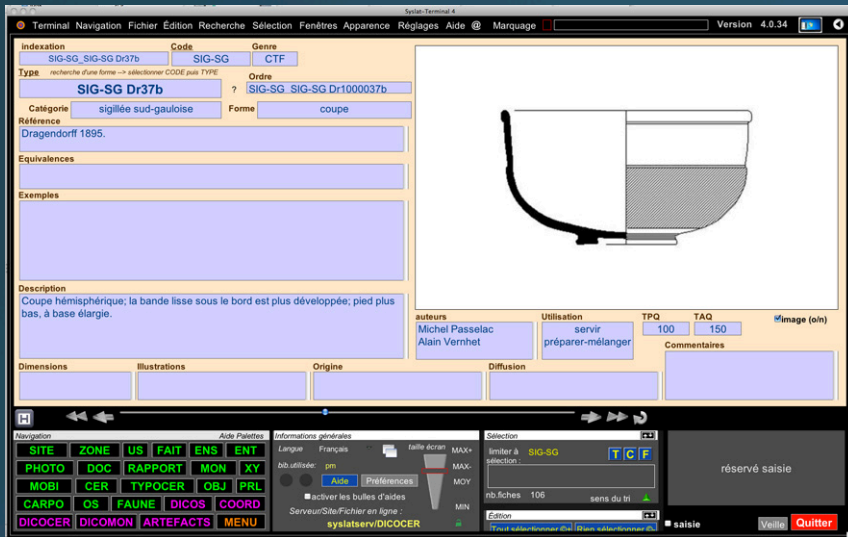 Syslat-Terminal 4
Terminal Navigation Fichier Édition Recherche Sélection Fenêtres Apparence Réglages Aide @ Marquage Version 4.0.34
indexation Code Genre
SIG-SG_SIG-SG Dr37b SIG-SG CTF
Type recherche d'une forme --> sélectionner CODE puis TYPE Ordre
SIG-SG Dr37b ? SIG-SG SIG-SG Dr1000037b
Catégorie sigillée sud-gauloise Forme coupe
Référence
Dragendorff 1895.
Equivalences
Exemples
Description
Coupe hémisphérique; la bande lisse sous le bord est plus développée; pied plus
bas, à base élargie.
auteurs Utilisation TPQ TAQ image (o/n)
Michel Passelac servir 100 150
Alain Vernhet préparer-mélanger
Commentaires
Dimensions Illustrations Origine Diffusion
H
Navigation Aide Palettes
SITE ZONE US FAIT ENS ENT
PHOTO DOC RAPPORT MON XY
MOBI CER TYPOCER OBJ PRL
CARPO OS FAUNE DICOS COORD
DICOCER DICOMON ARTEFACTS MENU
Informations générales
Langue Français taille écran MAX+
MAX-
bib.utilisée: pm
Aide Préférences MOY
activer les bulles d'aides
MIN
Serveur/Site/Fichier en ligne :
syslatserv/DICOCER
Sélection
limiter à SIG-SG T C F
sélection :
nb.fiches 106 sens du tri
Édition
Tout sélectionner Rien sélectionner
réservé saisie
saisie Veille Quitter